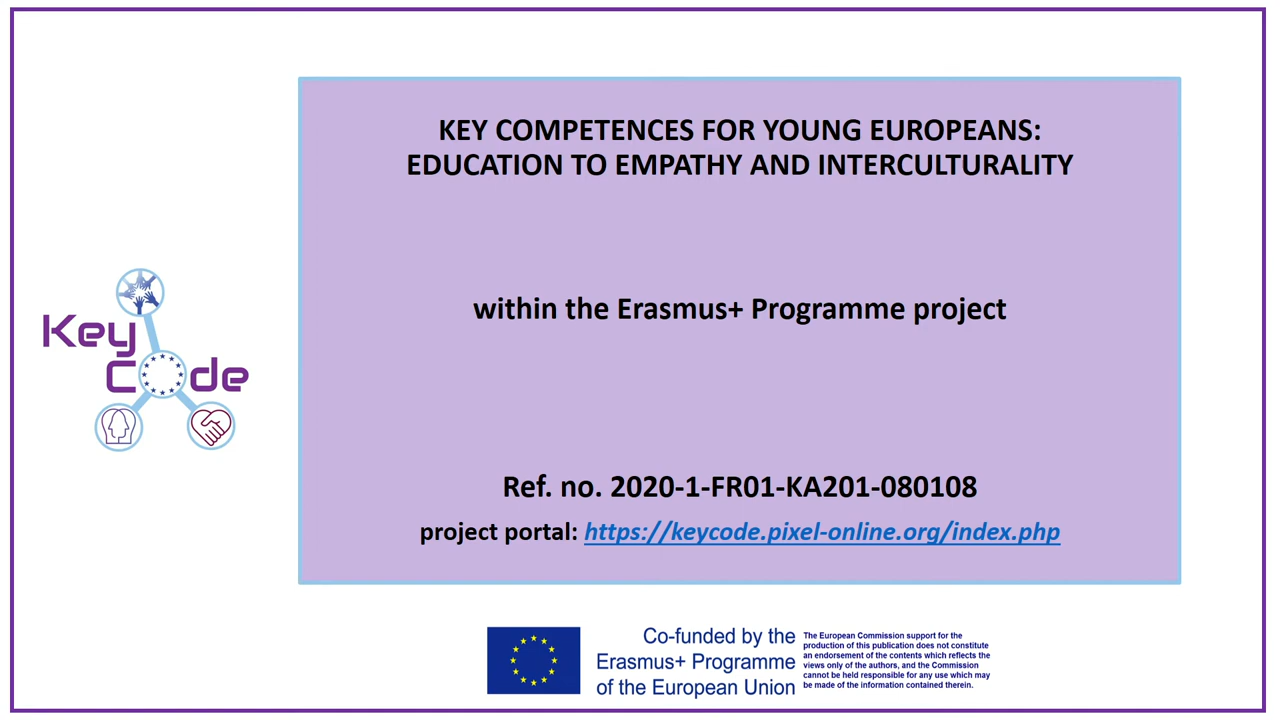 KEY COMPETENCES FOR YOUNG EUROPEANS:
EDUCATION TO EMPATHY AND INTERCULTURALITY
within the Erasmus+ Programme project
Key
Code
Ref. no. 2020-1-FR01-KA201-080108
project portal: https://keycode.pixel-online.org/index.php
Co-funded by the
Erasmus+ Programme
of the European Union
The European Commission support for the
production of this publication does not constitute
an endorsement of the contents which reflects the
views only of the authors, and the Commission
cannot be held responsible for any use which may
be made of the information contained therein.